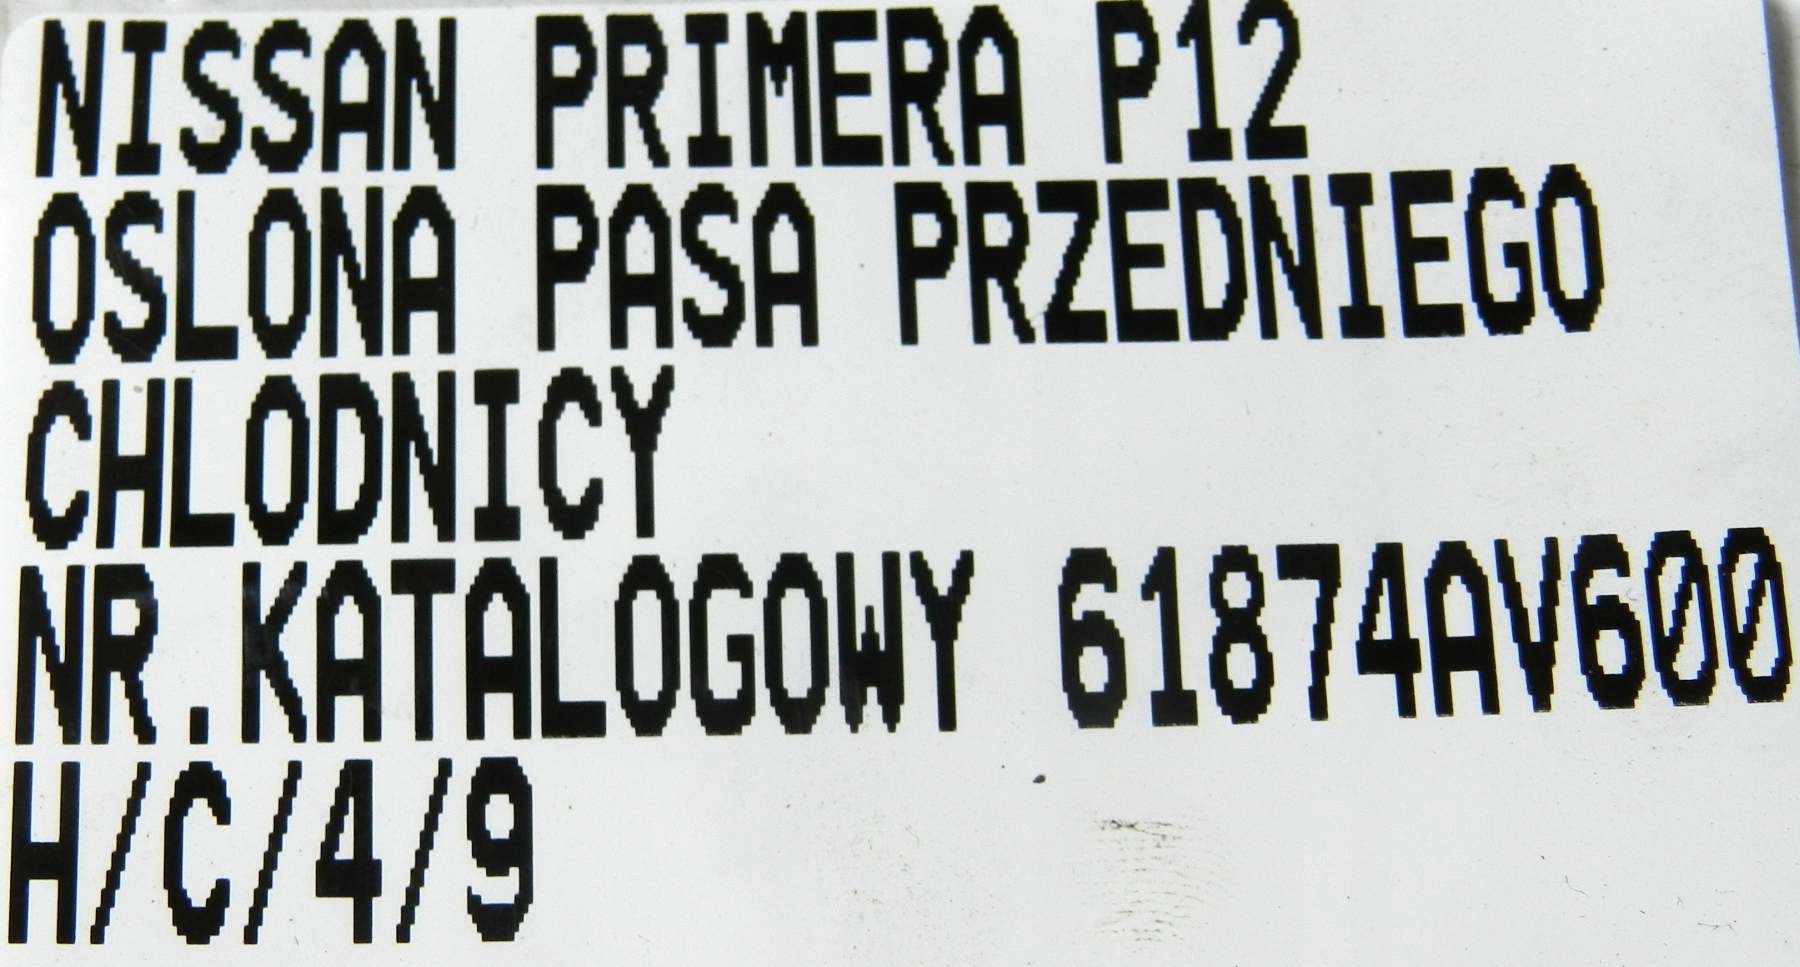 NISSAN PRIMERA P12
OSLONA PASA PRZEDNIEGO
CHLODNICY
NR.KATALOGOWY 61874AV600
H/C/4/9